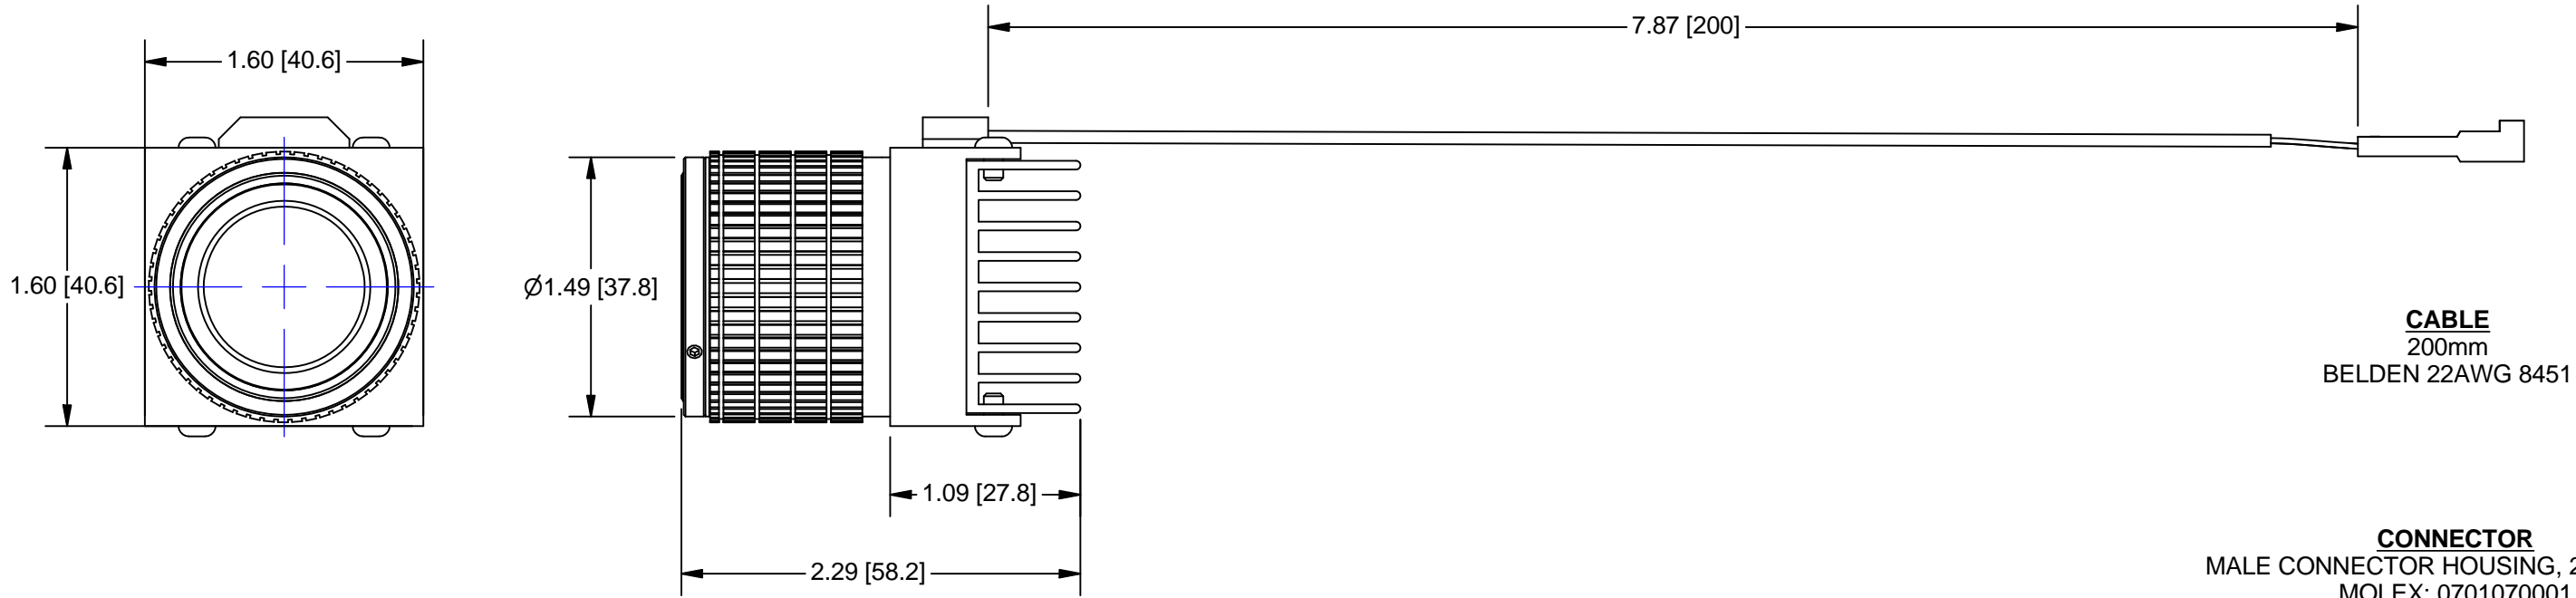 7.87 [200]
1.60 [40.6]
1.60 [40.6]
Ø1.49 [37.8]
1.09 [27.8]
2.29 [58.2]
CABLE
200mm
BELDEN 22AWG 8451
CONNECTOR
MALE CONNECTOR HOUSING, 2
MOLEX: 0701070001